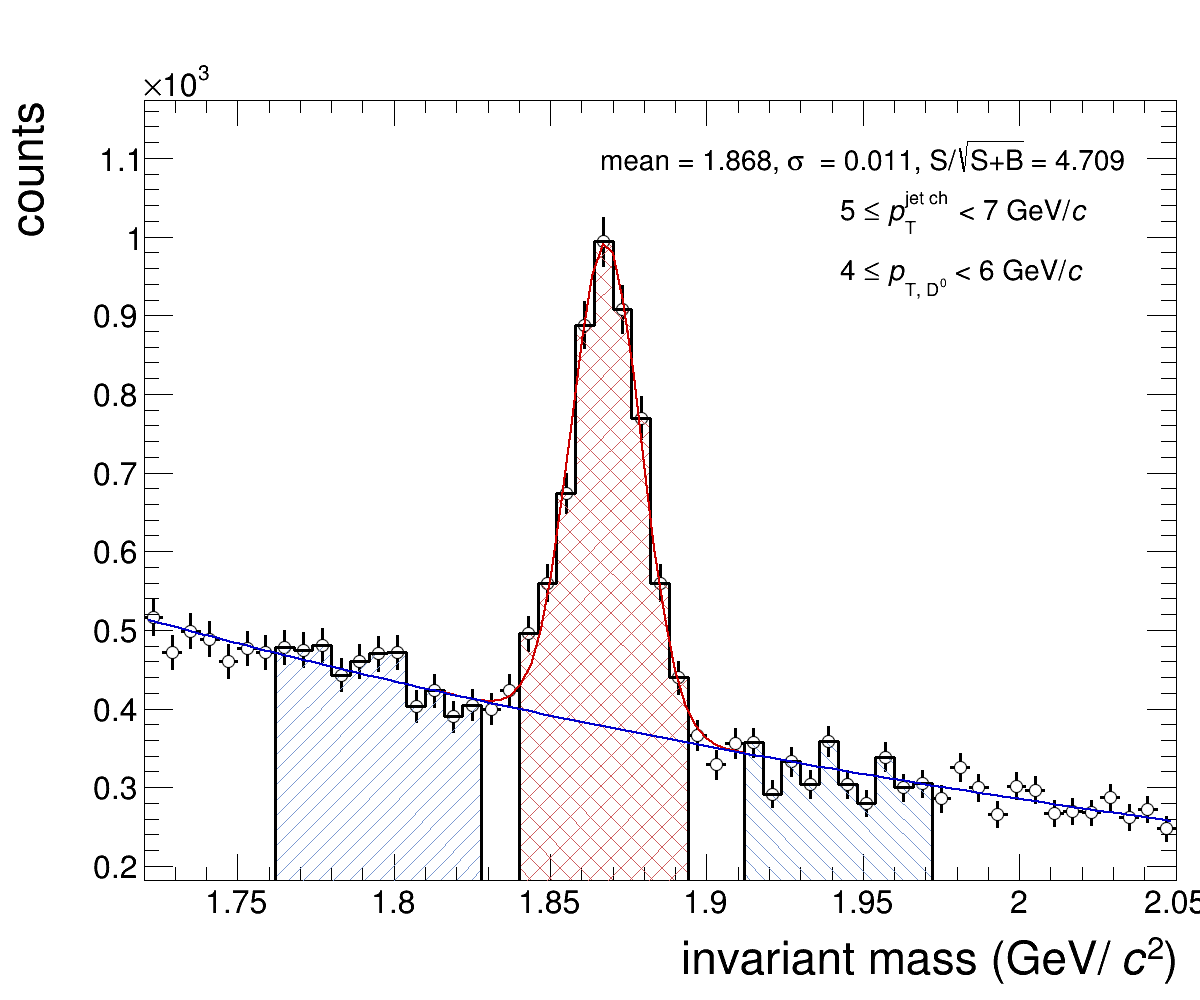 ×10³
counts
mean = 1.868, σ = 0.011, S/√S+B = 4.709
5 ≤ p_T^jet ch < 7 GeV/c
4 ≤ p_T, D⁰ < 6 GeV/c
1.1
1
0.9
0.8
0.7
0.6
0.5
0.4
0.3
0.2
1.75 1.8 1.85 1.9 1.95 2 2.05
invariant mass (GeV/ c²)